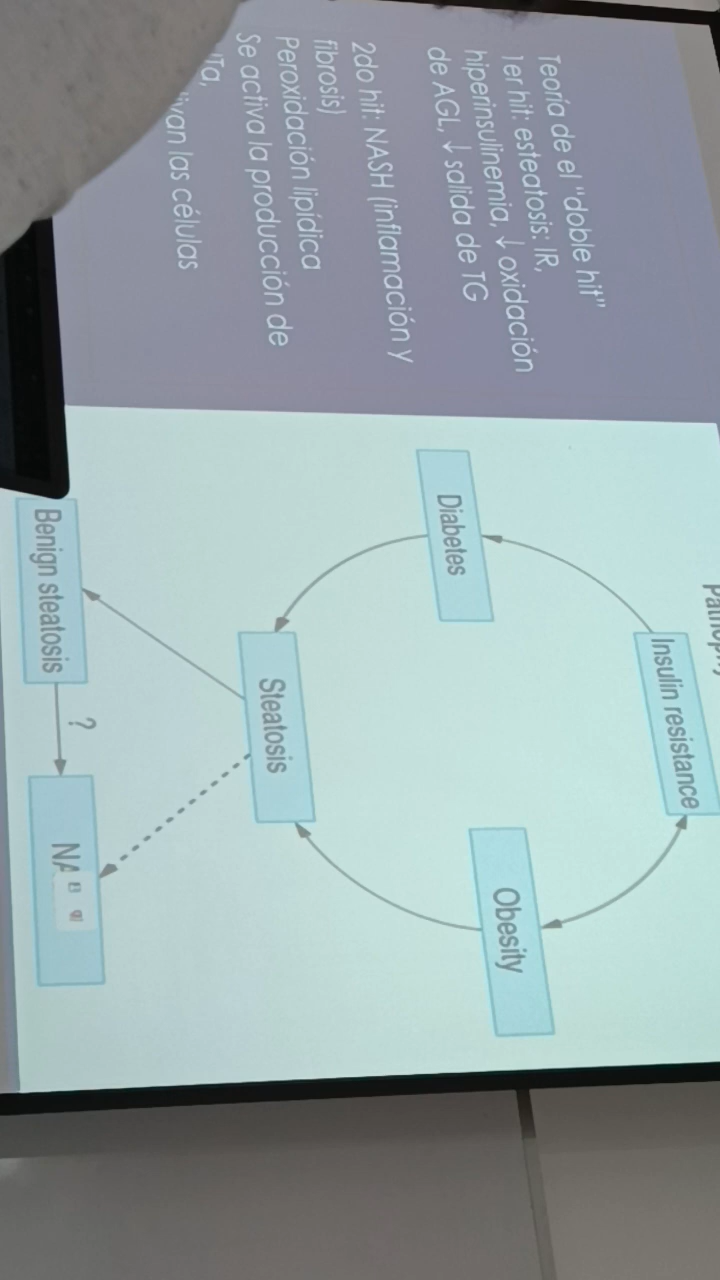 Teoría de el "doble hit"
1er hit: esteatosis: IR,
hiperinsulinemia, ↓ oxidación
de AGL, ↓ salida de TG
2do hit: NASH (inflamación y
fibrosis)
Peroxidación lipídica
Se activa la producción de
las células
Insulin resistance
Diabetes
Obesity
Steatosis
Benign steatosis
?